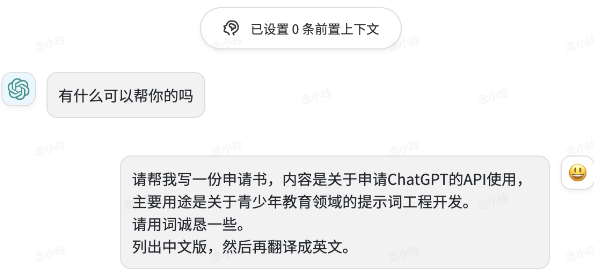 已设置 0 条前置上下文
有什么可以帮你的吗
请帮我写一份申请书，内容是关于申请ChatGPT的API使用，
主要用途是关于青少年教育领域的提示词工程开发。
请用词诚恳一些。
列出中文版，然后再翻译成英文。